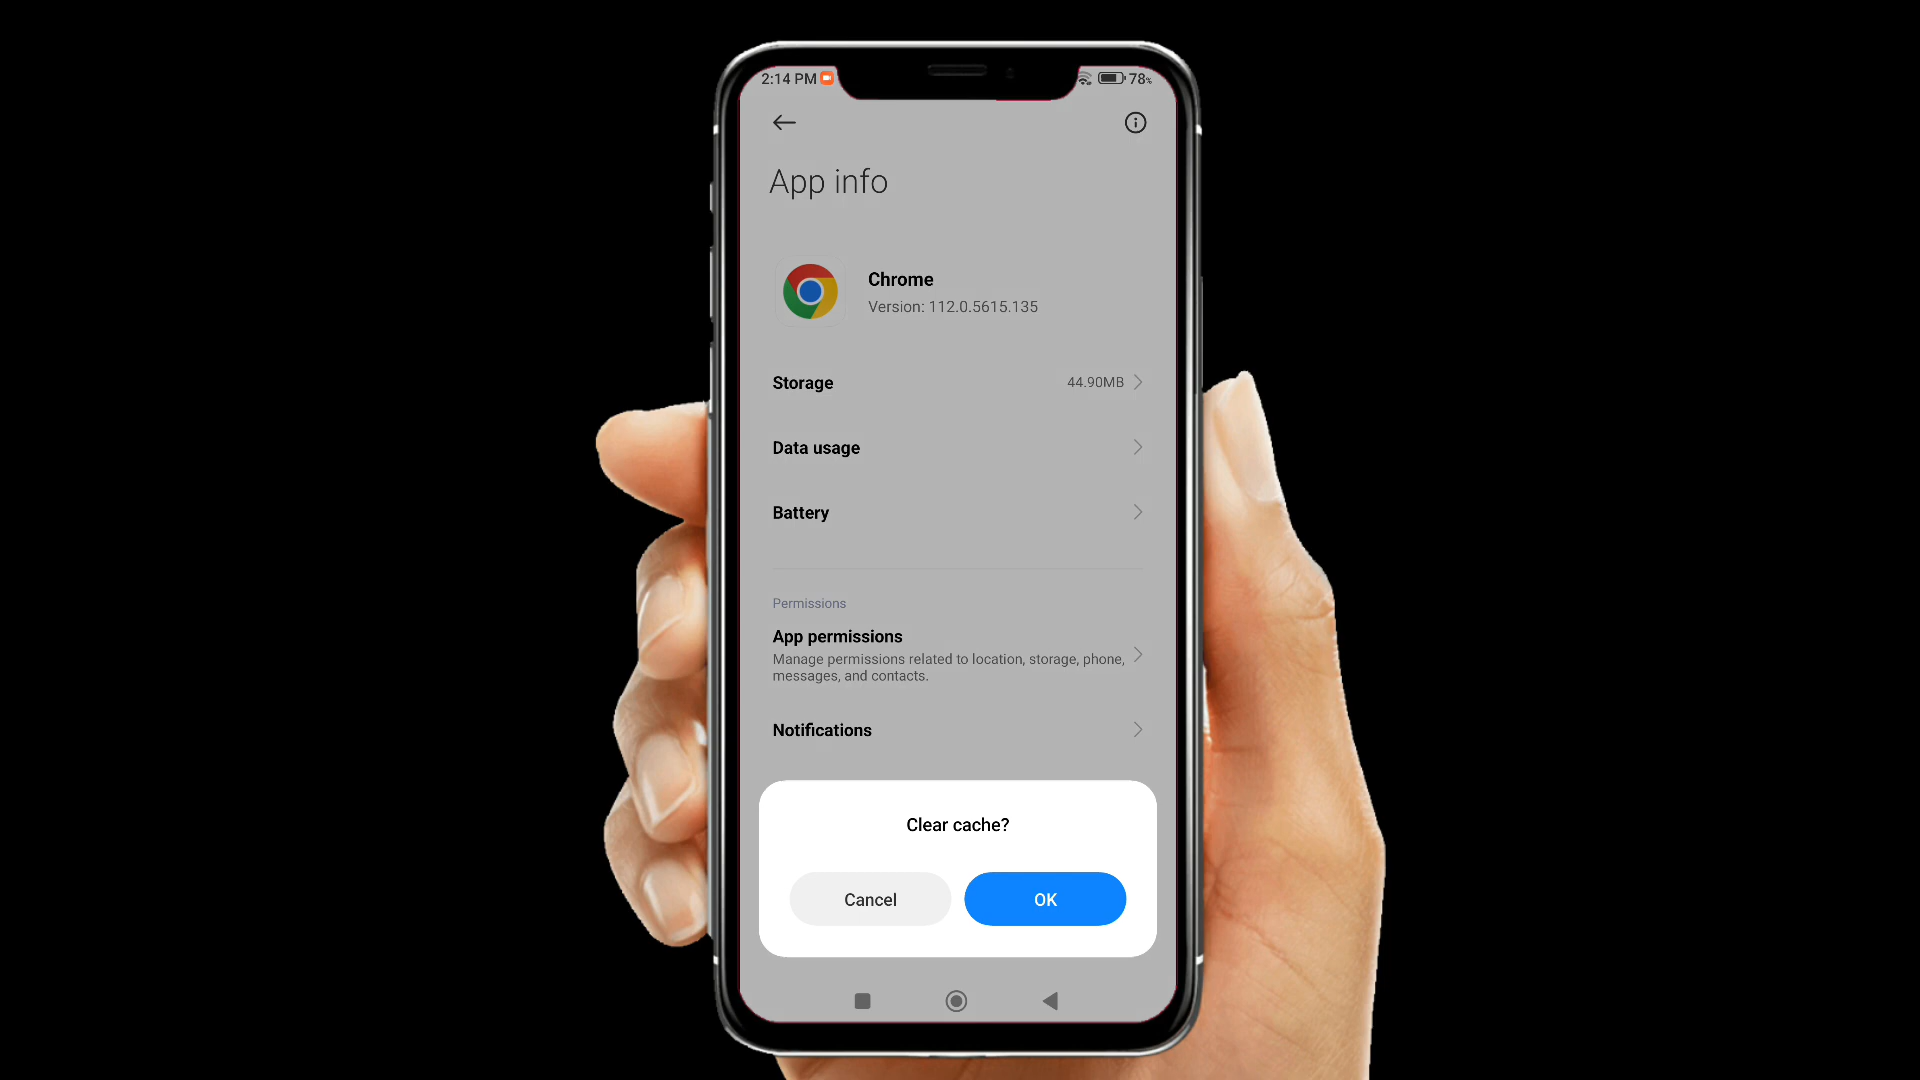 2:14 PM
78%
App info
Chrome
Version: 112.0.5615.135
Storage
44.90MB
Data usage
Battery
Permissions
App permissions
Manage permissions related to location, storage, phone,
messages, and contacts.
Notifications
Clear cache?
Cancel
OK